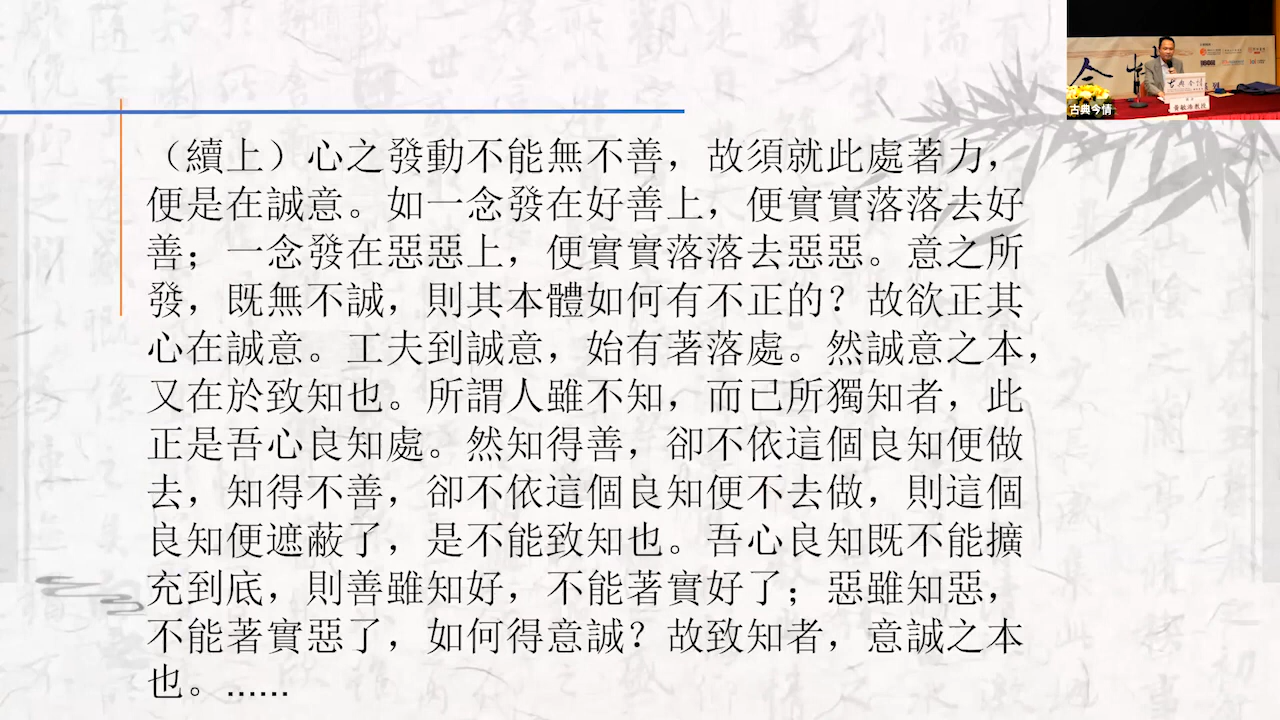 （續上）心之發動不能無不善，故須就此處著力，
便是在誠意。如一念發在好善上，便實實落落去好
善；一念發在惡惡上，便實實落落去惡惡。意之所
發，既無不誠，則其本體如何有不正的？故欲正其
心在誠意。工夫到誠意，始有著落處。然誠意之本，
又在於致知也。所謂人雖不知，而已所獨知者，此
正是吾心良知處。然知得善，卻不依這個良知便做
去，知得不善，卻不依這個良知便不去做，則這個
良知便遮蔽了，是不能致知也。吾心良知既不能擴
充到底，則善雖知好，不能著實好了；惡雖知惡，
不能著實惡了，如何得意誠？故致知者，意誠之本
也。......
古典今情